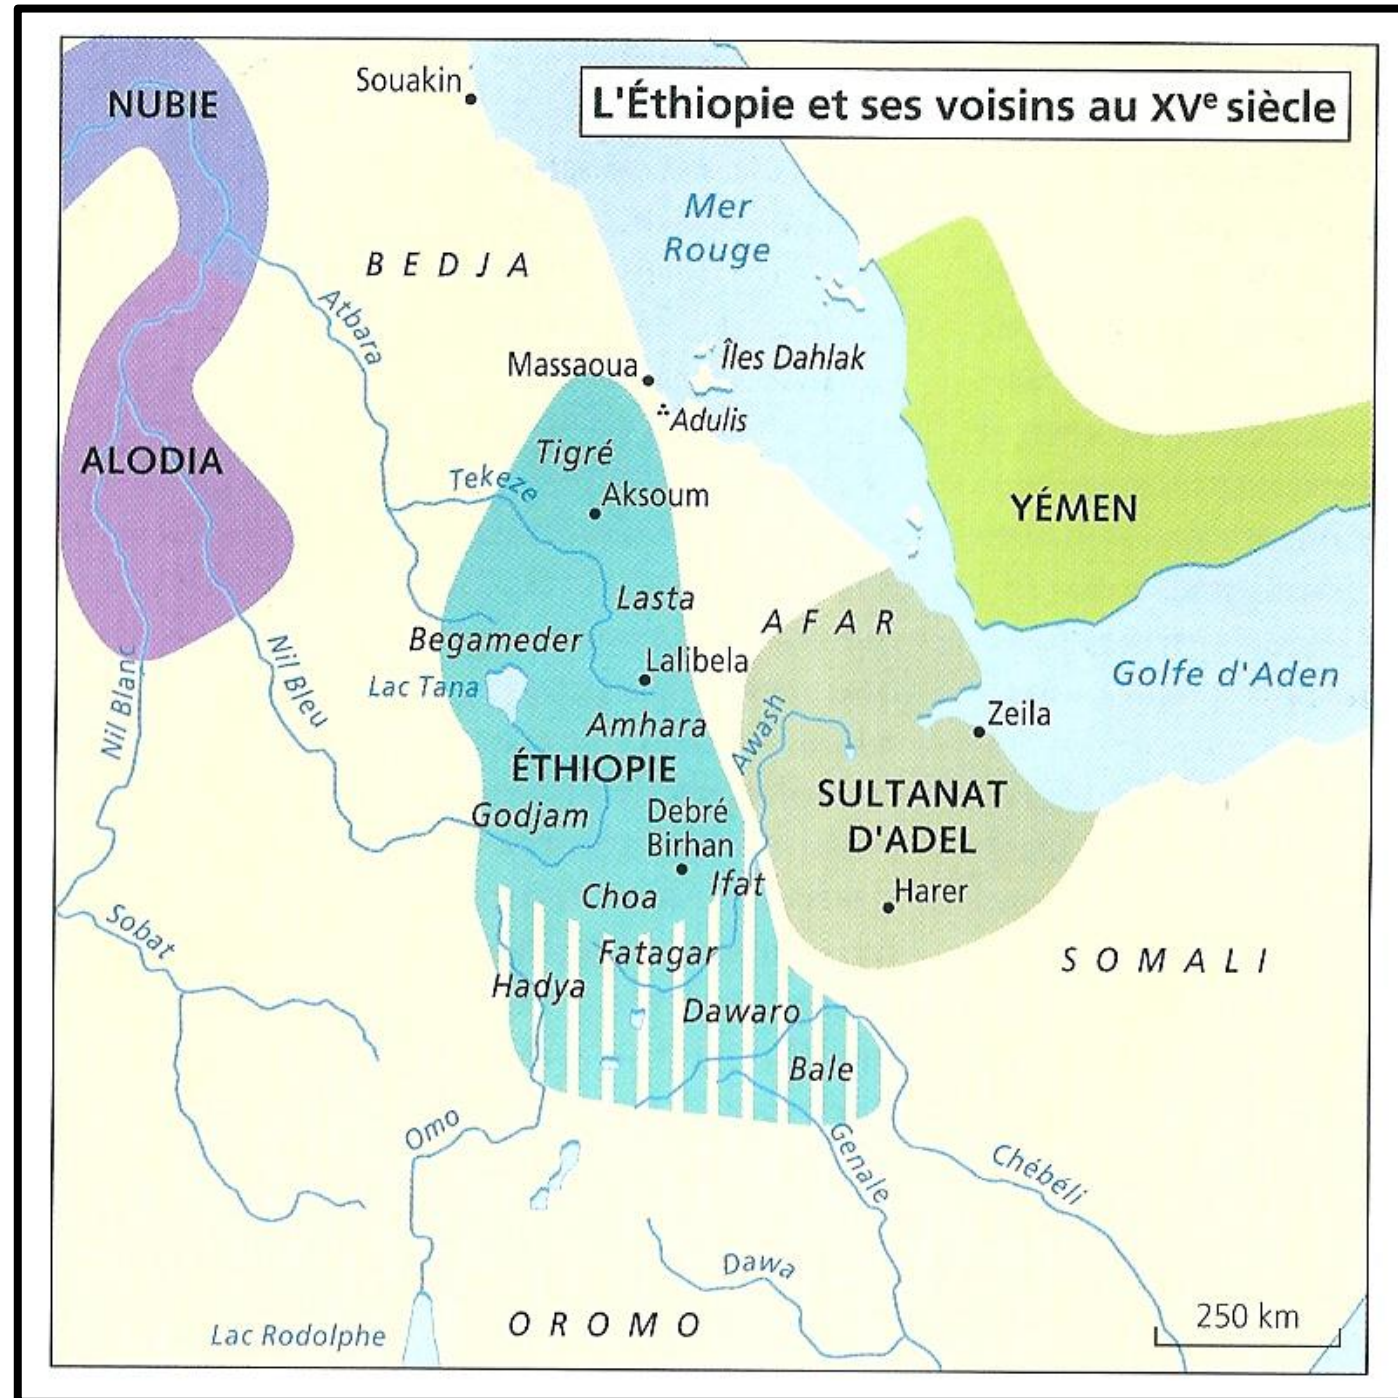 L'Éthiopie et ses voisins au XVe siècle
NUBIE
Souakin
Mer
Rouge
BEDJA
Atbara
Massaoua
Îles Dahlak
Adulis
Tigré
ALODIA
Tekeze
Aksoum
YÉMEN
Lasta
AFAR
Begameder
Lalibela
Golfe d'Aden
Nil Blanc
Nil Bleu
Lac Tana
Amhara
Awash
Zeila
ÉTHIOPIE
SULTANAT
D'ADEL
Godjam
Debré
Birhan
Ifat
Choa
Harer
Sobat
Fatagar
SOMALI
Hadya
Dawaro
Bale
Omo
Genale
Chébéli
Dawa
Lac Rodolphe
OROMO
250 km